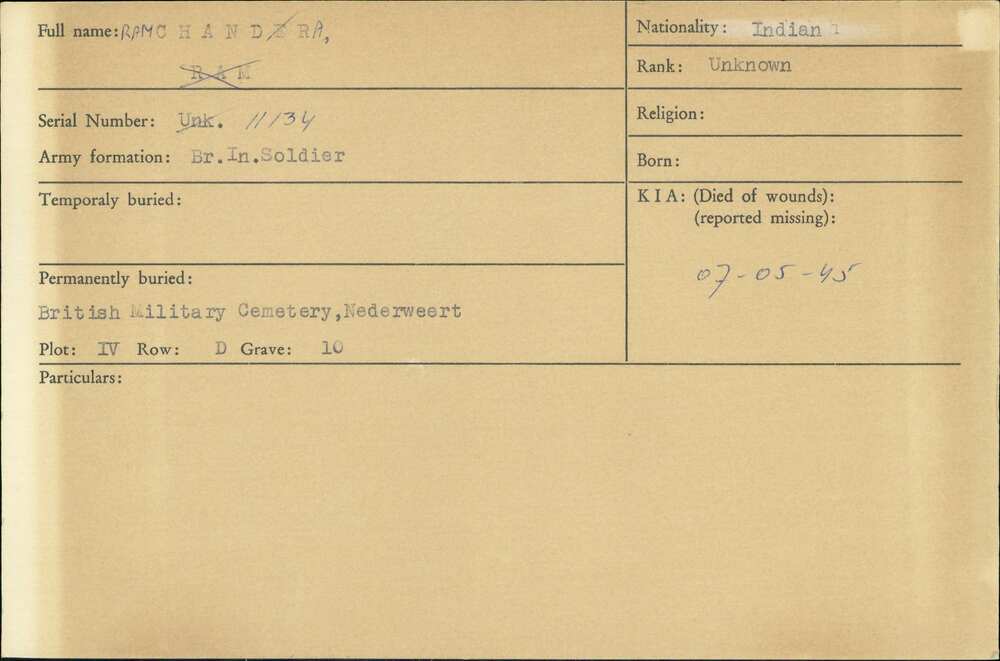 Full name: RAMC H A N D E RA,
R A M
Serial Number: Unk. 11134
Army formation: Br.In.Soldier
Temporaly buried:
Permanently buried:
British Military Cemetery,Nederweert
Plot: IV Row: D Grave: 10
Particulars:
Nationality: Indian
Rank: Unknown
Religion:
Born:
K I A: (Died of wounds):
(reported missing):
07-05-45